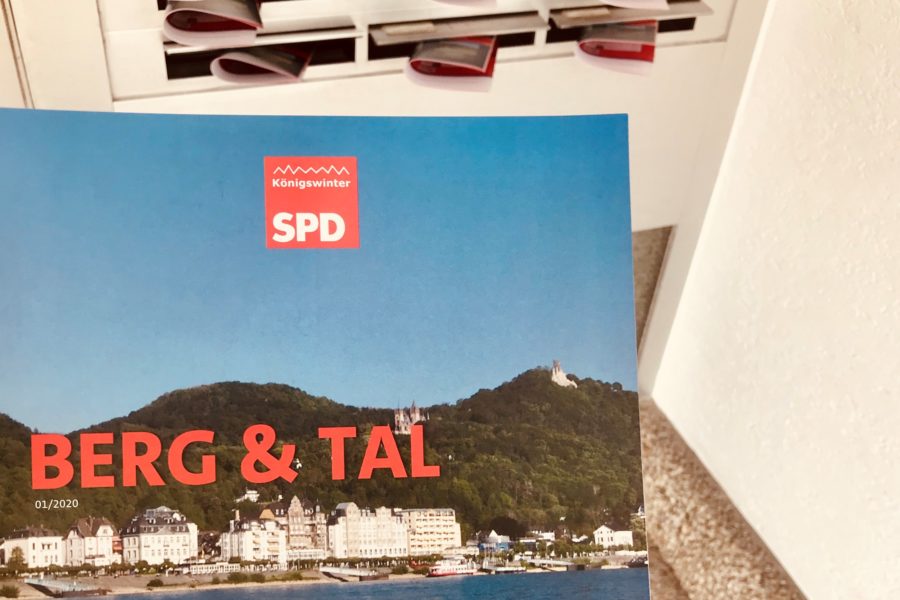 Königswinter
SPD
BERG & TAL
01/2020